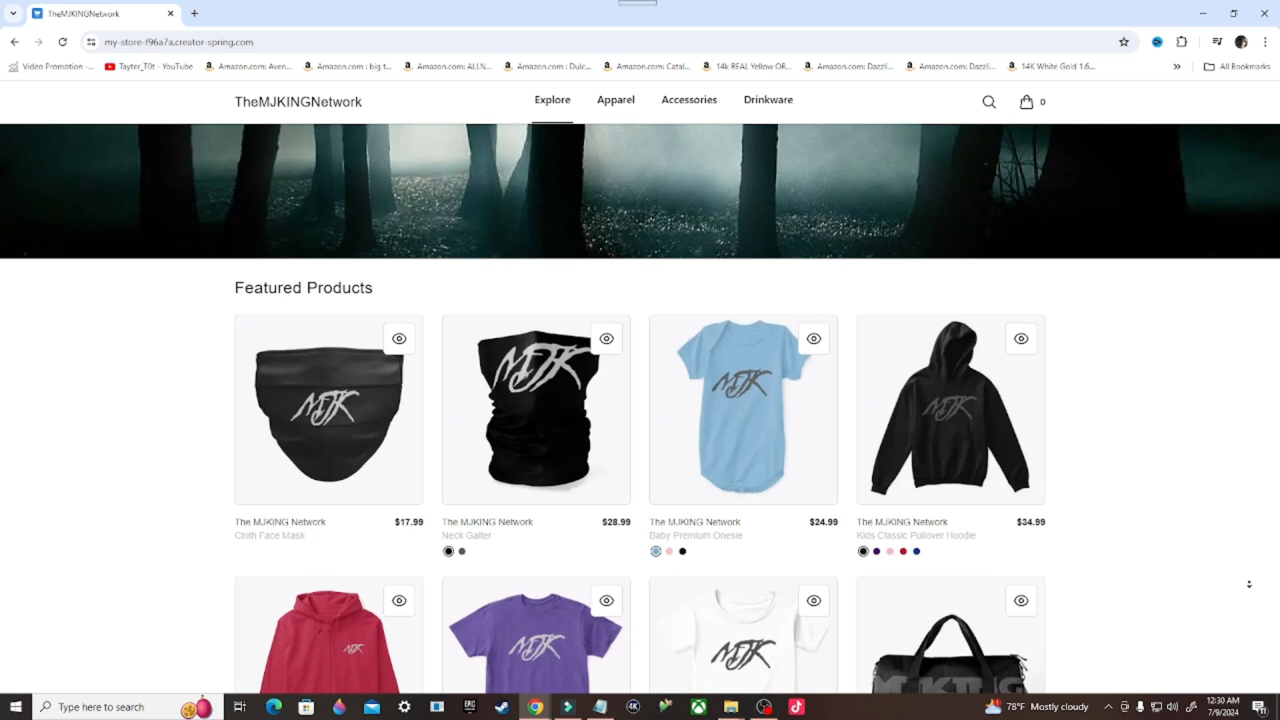 TheMJKINGNetwork
my-store-f96a7a.creator-spring.com
Video Promotion -...
Tayter_T0t - YouTube
Amazon.com: Aven...
Amazon.com : big t...
Amazon.com: ALLN...
Amazon.com : Dulc...
Amazon.com: Catal...
14k REAL Yellow OR...
Amazon.com: Dazzli...
Amazon.com: Dazzli...
14K White Gold 1.6...
All Bookmarks
TheMJKINGNetwork
Explore
Apparel
Accessories
Drinkware
0
Featured Products
MJK
MJK
MJK
MJK
The MJKING Network $17.99
Cloth Face Mask
The MJKING Network $28.99
Neck Gaiter
The MJKING Network $24.99
Baby Premium Onesie
The MJKING Network $34.99
Kids Classic Pullover Hoodie
MJK
MJK
MJK
MJKING
Type here to search
EPIC
4K
78°F Mostly cloudy
12:30 AM
7/9/2024